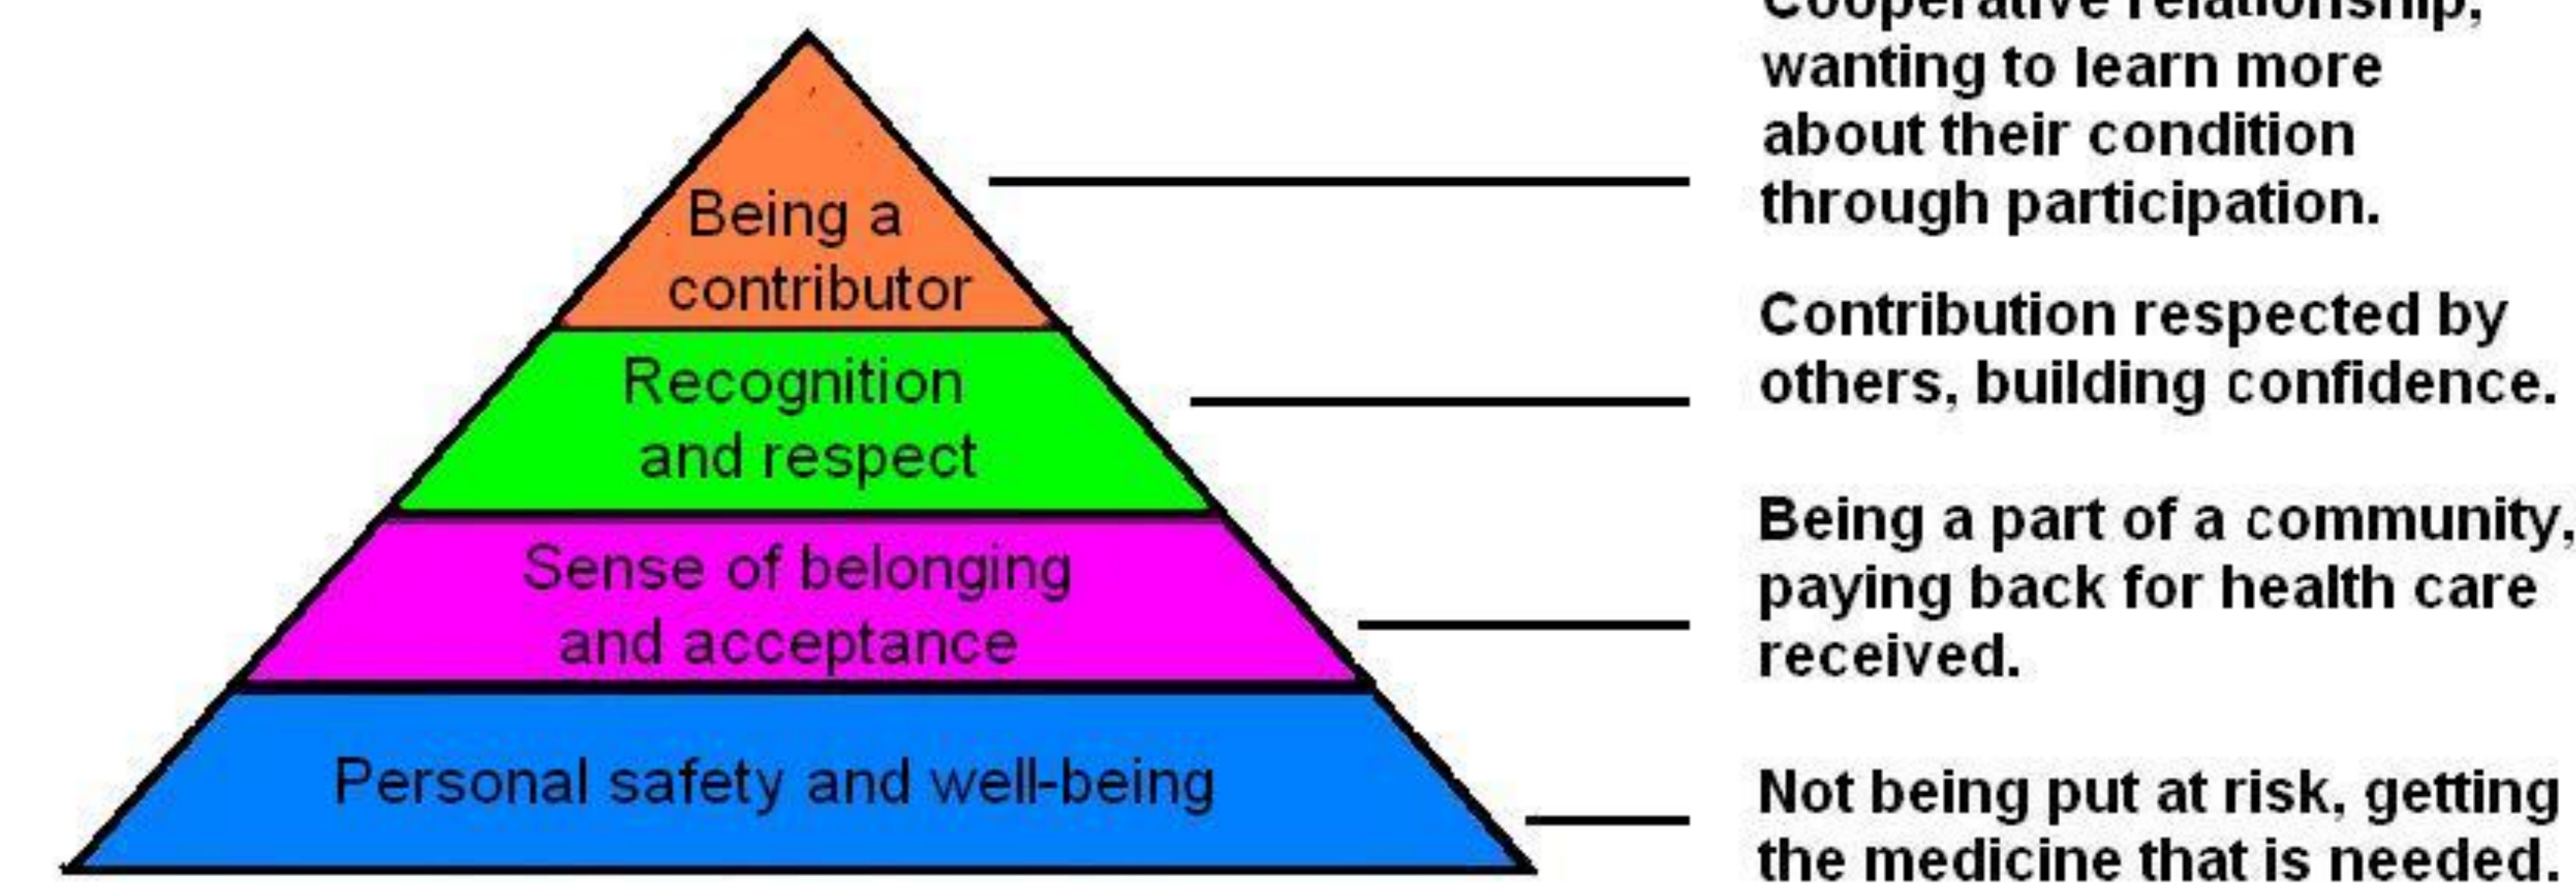 Cooperative relationship,
wanting to learn more
about their condition
through participation.
Being a
contributor
Contribution respected by
others, building confidence.
Recognition
and respect
Being a part of a community,
paying back for health care
received.
Sense of belonging
and acceptance
Not being put at risk, getting
the medicine that is needed.
Personal safety and well-being